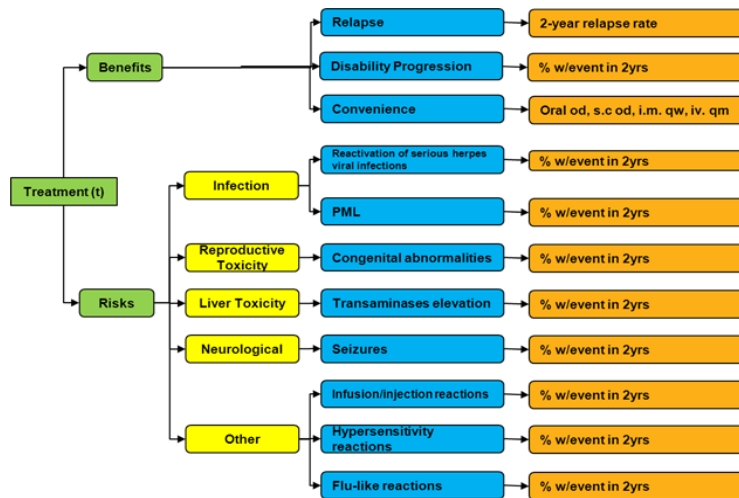 Relapse
2-year relapse rate
Benefits
Disability Progression
% w/event in 2yrs
Convenience
Oral od, s.c od, i.m. qw, iv. qm
Treatment (t)
Reactivation of serious herpes
viral infections
% w/event in 2yrs
Infection
PML
% w/event in 2yrs
Reproductive
Toxicity
Congenital abnormalities
% w/event in 2yrs
Risks
Liver Toxicity
Transaminases elevation
% w/event in 2yrs
Neurological
Seizures
% w/event in 2yrs
Infusion/injection reactions
% w/event in 2yrs
Other
Hypersensitivity
reactions
% w/event in 2yrs
Flu-like reactions
% w/event in 2yrs